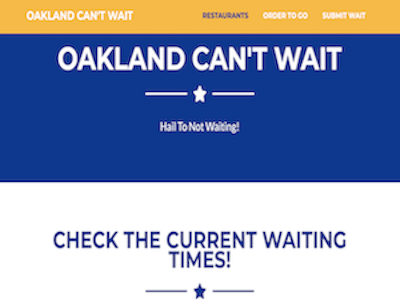 OAKLAND CAN'T WAIT
RESTAURANTS ORDER TO GO SUBMIT WAIT
OAKLAND CAN'T WAIT
Hail To Not Waiting!
CHECK THE CURRENT WAITING
TIMES!